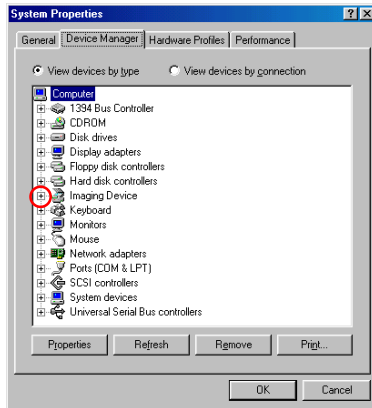 System Properties
General Device Manager Hardware Profiles Performance
View devices by type View devices by connection
Computer
1394 Bus Controller
CDROM
Disk drives
Display adapters
Floppy disk controllers
Hard disk controllers
Imaging Device
Keyboard
Monitors
Mouse
Network adapters
Ports (COM & LPT)
SCSI controllers
System devices
Universal Serial Bus controllers
Properties Refresh Remove Print...
OK Cancel